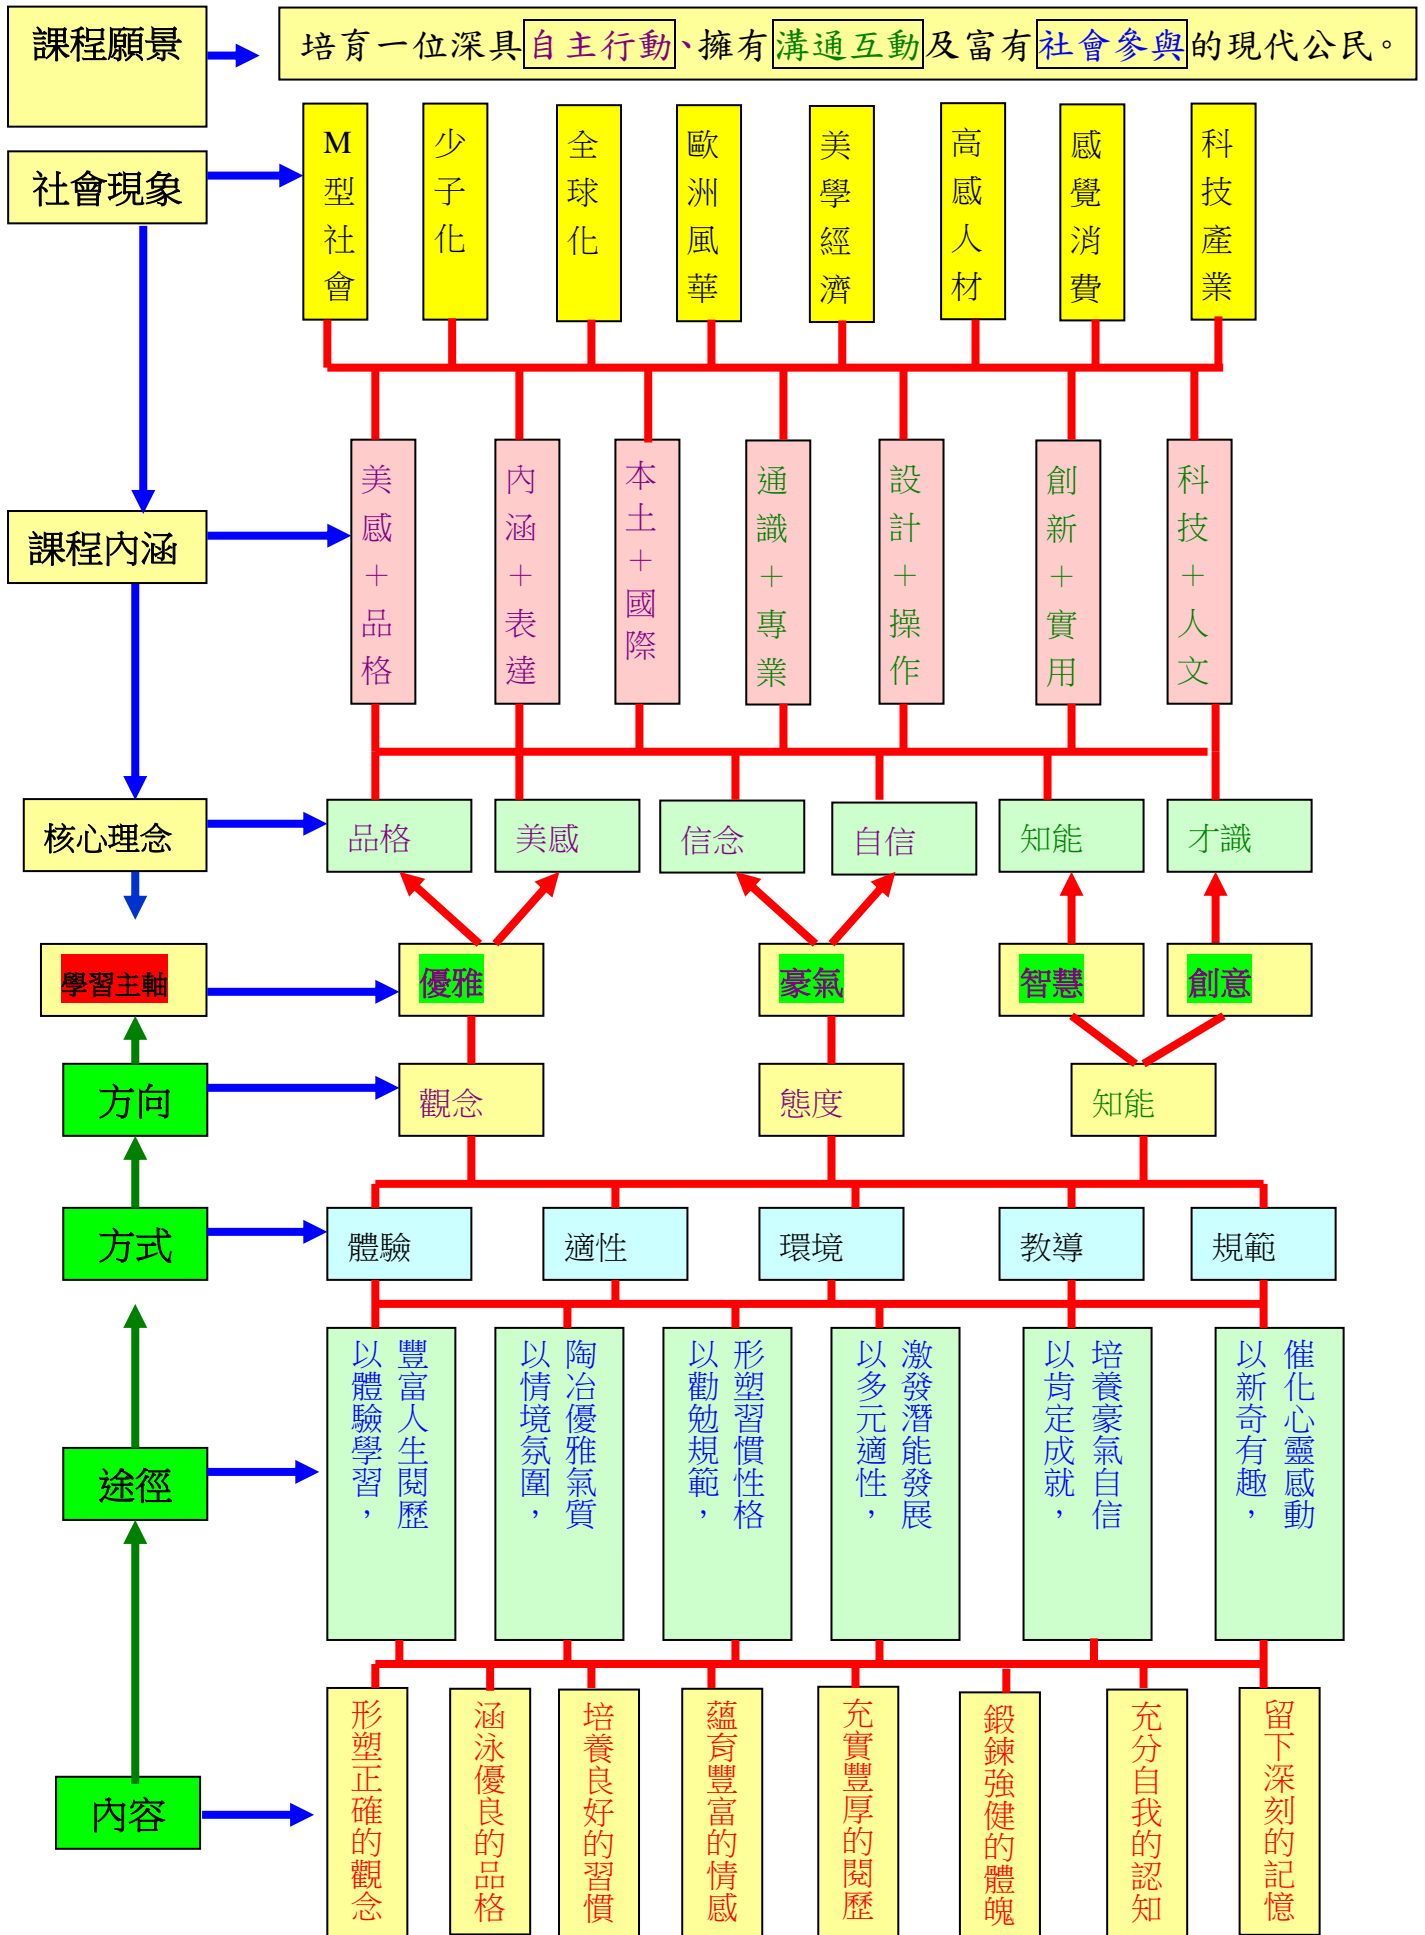 課程願景
培育一位深具自主行動、擁有溝通互動及富有社會參與的現代公民。
社會現象
M型社會
少子化
全球化
歐洲風華
美學經濟
高感人材
感覺消費
科技產業
課程內涵
美感＋品格
內涵＋表達
本土＋國際
通識＋專業
設計＋操作
創新＋實用
科技＋人文
核心理念
品格
美感
信念
自信
知能
才識
學習主軸
優雅
豪氣
智慧
創意
方向
觀念
態度
知能
方式
體驗
適性
環境
教導
規範
途徑
以體驗學習，
豐富人生閱歷
以情境氛圍，
陶冶優雅氣質
以勸勉規範，
形塑習慣性格
以多元適性，
激發潛能發展
以肯定成就，
培養豪氣自信
以新奇有趣，
催化心靈感動
內容
形塑正確的觀念
涵泳優良的品格
培養良好的習慣
蘊育豐富的情感
充實豐厚的閱歷
鍛鍊強健的體魄
充分自我的認知
留下深刻的記憶